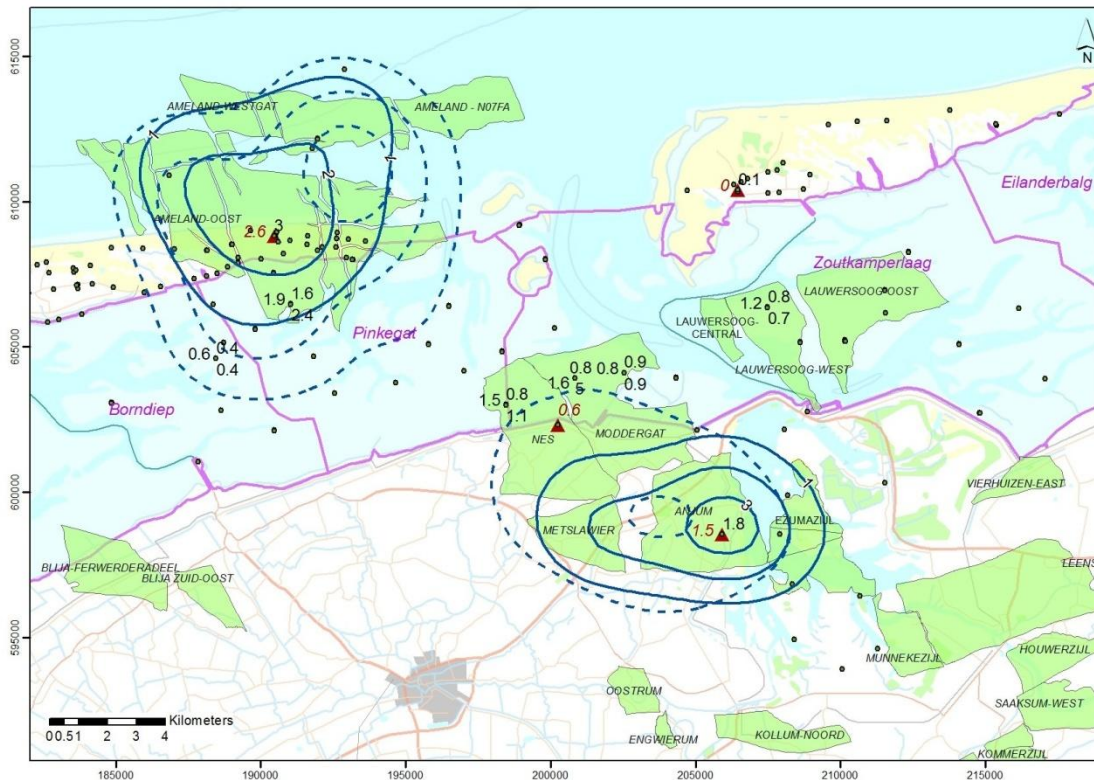 615000
N
AMELAND-WESTGAT
AMELAND - N07FA
1
1
2
610000
0
0.1
Eilanderbalg
AMELAND-OOST
3
2.6
Zoutkamperlaag
LAUWERSOOG-OOST
1.6
1.9
2.4
1.2
0.8
0.7
LAUWERSOOG-
CENTRAL
Pinkegat
605000
0.4
0.6
0.4
LAUWERSOOG-WEST
0.9
0.8
0.8
0.9
1.6
5
0.8
1.5
1.1
Borndiep
0.6
NES
MODDERGAT
600000
1
VIERHUIZEN-EAST
3
ANJUM
METSLAWIER
1.8
1.5
EZUMAZIJL
BLIJA-FERWERDERADEEL
BLIJA ZUID-OOST
LEENS
595000
MUNNEKEZIJL
HOUWERZIJL
OOSTRUM
SAAKSUM-WEST
Kilometers
0 0.5 1 2 3 4
ENGWIERUM
KOLLUM-NOORD
KOMMERZIJL
185000
190000
195000
200000
205000
210000
215000